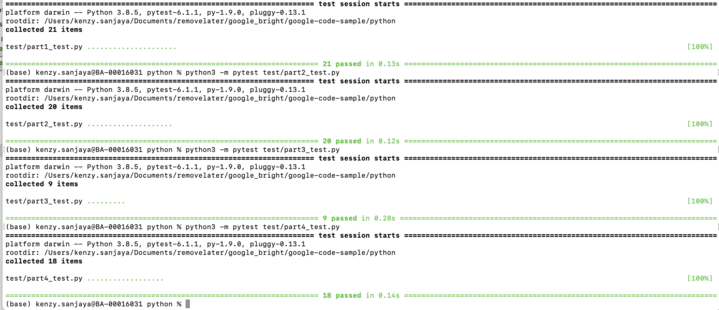 ============================= test session starts =============================
platform darwin -- Python 3.8.5, pytest-6.1.1, py-1.9.0, pluggy-0.13.1
rootdir: /Users/kenzy.sanjaya/Documents/removelater/google_bright/google-code-sample/python
collected 21 items
test/part1_test.py ..................... [100%]
============================= 21 passed in 0.13s =============================
(base) kenzy.sanjaya@BA-00016031 python % python3 -m pytest test/part2_test.py
============================= test session starts =============================
platform darwin -- Python 3.8.5, pytest-6.1.1, py-1.9.0, pluggy-0.13.1
rootdir: /Users/kenzy.sanjaya/Documents/removelater/google_bright/google-code-sample/python
collected 20 items
test/part2_test.py .................... [100%]
============================= 20 passed in 0.12s =============================
(base) kenzy.sanjaya@BA-00016031 python % python3 -m pytest test/part3_test.py
============================= test session starts =============================
platform darwin -- Python 3.8.5, pytest-6.1.1, py-1.9.0, pluggy-0.13.1
rootdir: /Users/kenzy.sanjaya/Documents/removelater/google_bright/google-code-sample/python
collected 9 items
test/part3_test.py ......... [100%]
============================= 9 passed in 0.28s =============================
(base) kenzy.sanjaya@BA-00016031 python % python3 -m pytest test/part4_test.py
============================= test session starts =============================
platform darwin -- Python 3.8.5, pytest-6.1.1, py-1.9.0, pluggy-0.13.1
rootdir: /Users/kenzy.sanjaya/Documents/removelater/google_bright/google-code-sample/python
collected 18 items
test/part4_test.py .................. [100%]
============================= 18 passed in 0.14s =============================
(base) kenzy.sanjaya@BA-00016031 python %